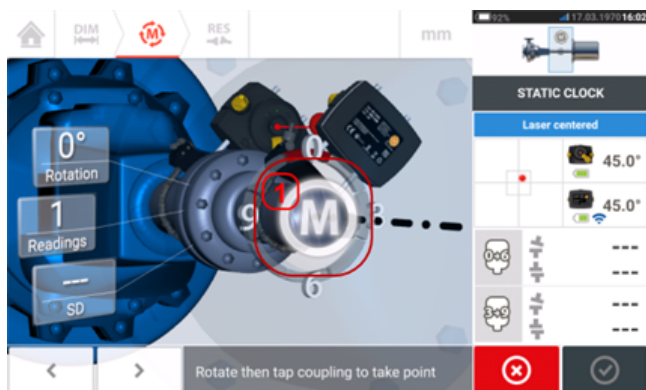 DIM
M
RES
mm
92%
17.03.1970 16:02
0°
Rotation
1
Readings
---
SD
0
1
M
9
3
6
STATIC CLOCK
Laser centered
45.0°
45.0°
0•6
---
---
3•9
---
---
Rotate then tap coupling to take point